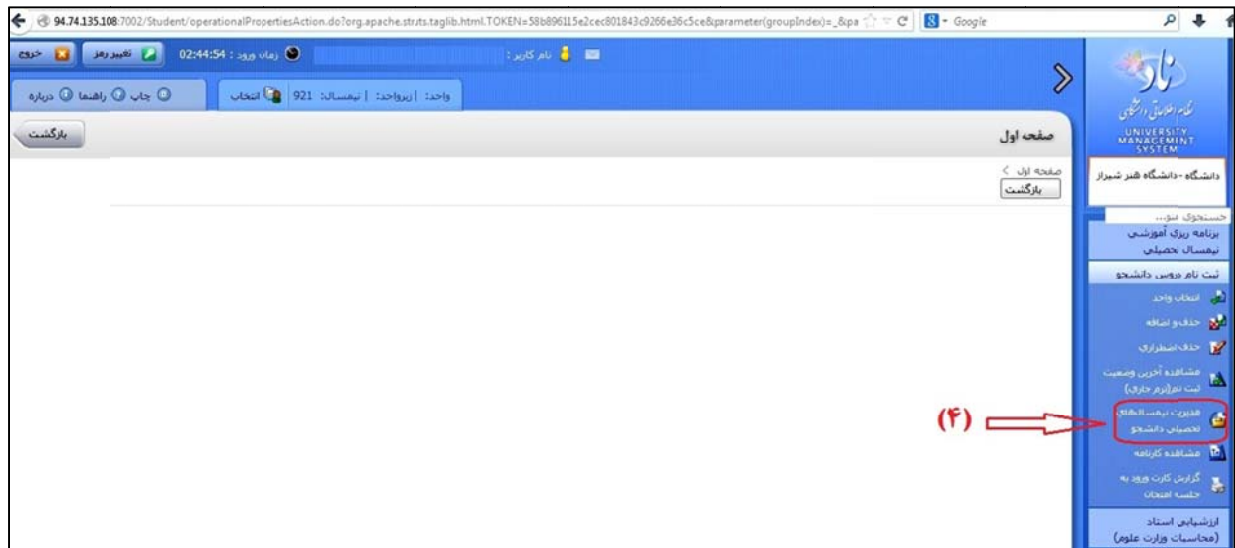 94.74.135.108:7002/Student/operationalPropertiesAction.do?org.apache.struts.taglib.html.TOKEN=58b896115e2cec801843c9266e36c5ce&parameter(groupIndex)=_&pa
Google
ناد
نظام اطلاعاتی دانشگاهی
UNIVERSITY
MANAGEMINT
SYSTEM
نام کاربر :
زمان ورود : 02:44:54
تغییر رمز
خروج
واحد: | زیرواحد: | نیمسال: 921 انتخاب
چاپ راهنما درباره
صفحه اول
بازگشت
صفحه اول >
بازگشت
دانشگاه -دانشگاه هنر شیراز
جستجوی منو...
برنامه ریزی آموزشی
نیمسال تحصیلی
ثبت نام دروس دانشجو
انتخاب واحد
حذف و اضافه
حذف اضطراری
مشاهده آخرین وضعیت
ثبت نام(ترم جاری)
مدیریت نیمسالهای
تحصیلی دانشجو
(۴)
مشاهده کارنامه
گزارش کارت ورود به
جلسه امتحان
ارزشیابی استاد
(محاسبات وزارت علوم)